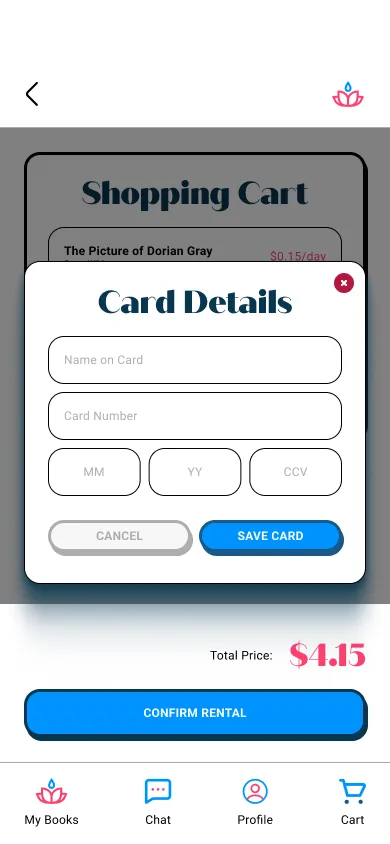 Shopping Cart
The Picture of Dorian Gray
$0.15/day
Card Details
Name on Card
Card Number
MM
YY
CCV
CANCEL
SAVE CARD
Total Price:
$4.15
CONFIRM RENTAL
My Books
Chat
Profile
Cart